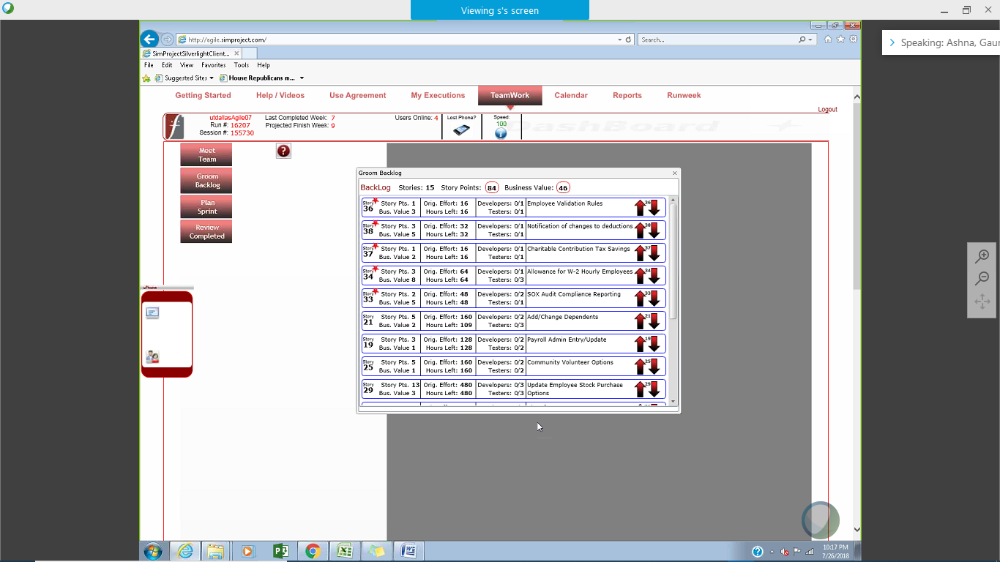 Viewing s's screen
Speaking: Ashna, Gaur
http://agile.simproject.com/
Search...
SimProjectSilverlightClient...
File Edit View Favorites Tools Help
Suggested Sites
House Republicans m...
Getting Started
Help / Videos
Use Agreement
My Executions
TeamWork
Calendar
Reports
Runweek
Logout
utdallasAgile07
Run #: 16207
Session #: 155730
Last Completed Week: 7
Projected Finish Week: 9
Users Online: 4
Lost Phone?
Speed:
100
DashBoard
Meet
Team
Groom
Backlog
Plan
Sprint
Review
Completed
?
Groom Backlog
BackLog Stories: 15 Story Points: 84 Business Value: 46
Story Story Pts. 1 Orig. Effort: 16 Developers: 0/1 Employee Validation Rules 36
36 Bus. Value 3 Hours Left: 16 Testers: 0/1
Story Story Pts. 3 Orig. Effort: 32 Developers: 0/1 Notification of changes to deductions 38
38 Bus. Value 5 Hours Left: 32 Testers: 0/1
Story Story Pts. 1 Orig. Effort: 16 Developers: 0/1 Charitable Contribution Tax Savings 37
37 Bus. Value 2 Hours Left: 16 Testers: 0/1
Story Story Pts. 3 Orig. Effort: 64 Developers: 0/1 Allowance for W-2 Hourly Employees 34
34 Bus. Value 8 Hours Left: 64 Testers: 0/3
Story Story Pts. 2 Orig. Effort: 48 Developers: 0/2 SOX Audit Compliance Reporting 33
33 Bus. Value 5 Hours Left: 48 Testers: 0/1
Story Story Pts. 5 Orig. Effort: 160 Developers: 0/2 Add/Change Dependents 21
21 Bus. Value 2 Hours Left: 109 Testers: 0/3
Story Story Pts. 3 Orig. Effort: 128 Developers: 0/2 Payroll Admin Entry/Update 19
19 Bus. Value 1 Hours Left: 128 Testers: 0/2
Story Story Pts. 5 Orig. Effort: 160 Developers: 0/2 Community Volunteer Options 25
25 Bus. Value 1 Hours Left: 160 Testers: 0/2
Story Story Pts. 13 Orig. Effort: 480 Developers: 0/3 Update Employee Stock Purchase 29
29 Bus. Value 3 Hours Left: 480 Testers: 0/3 Options
10:17 PM
7/26/2018